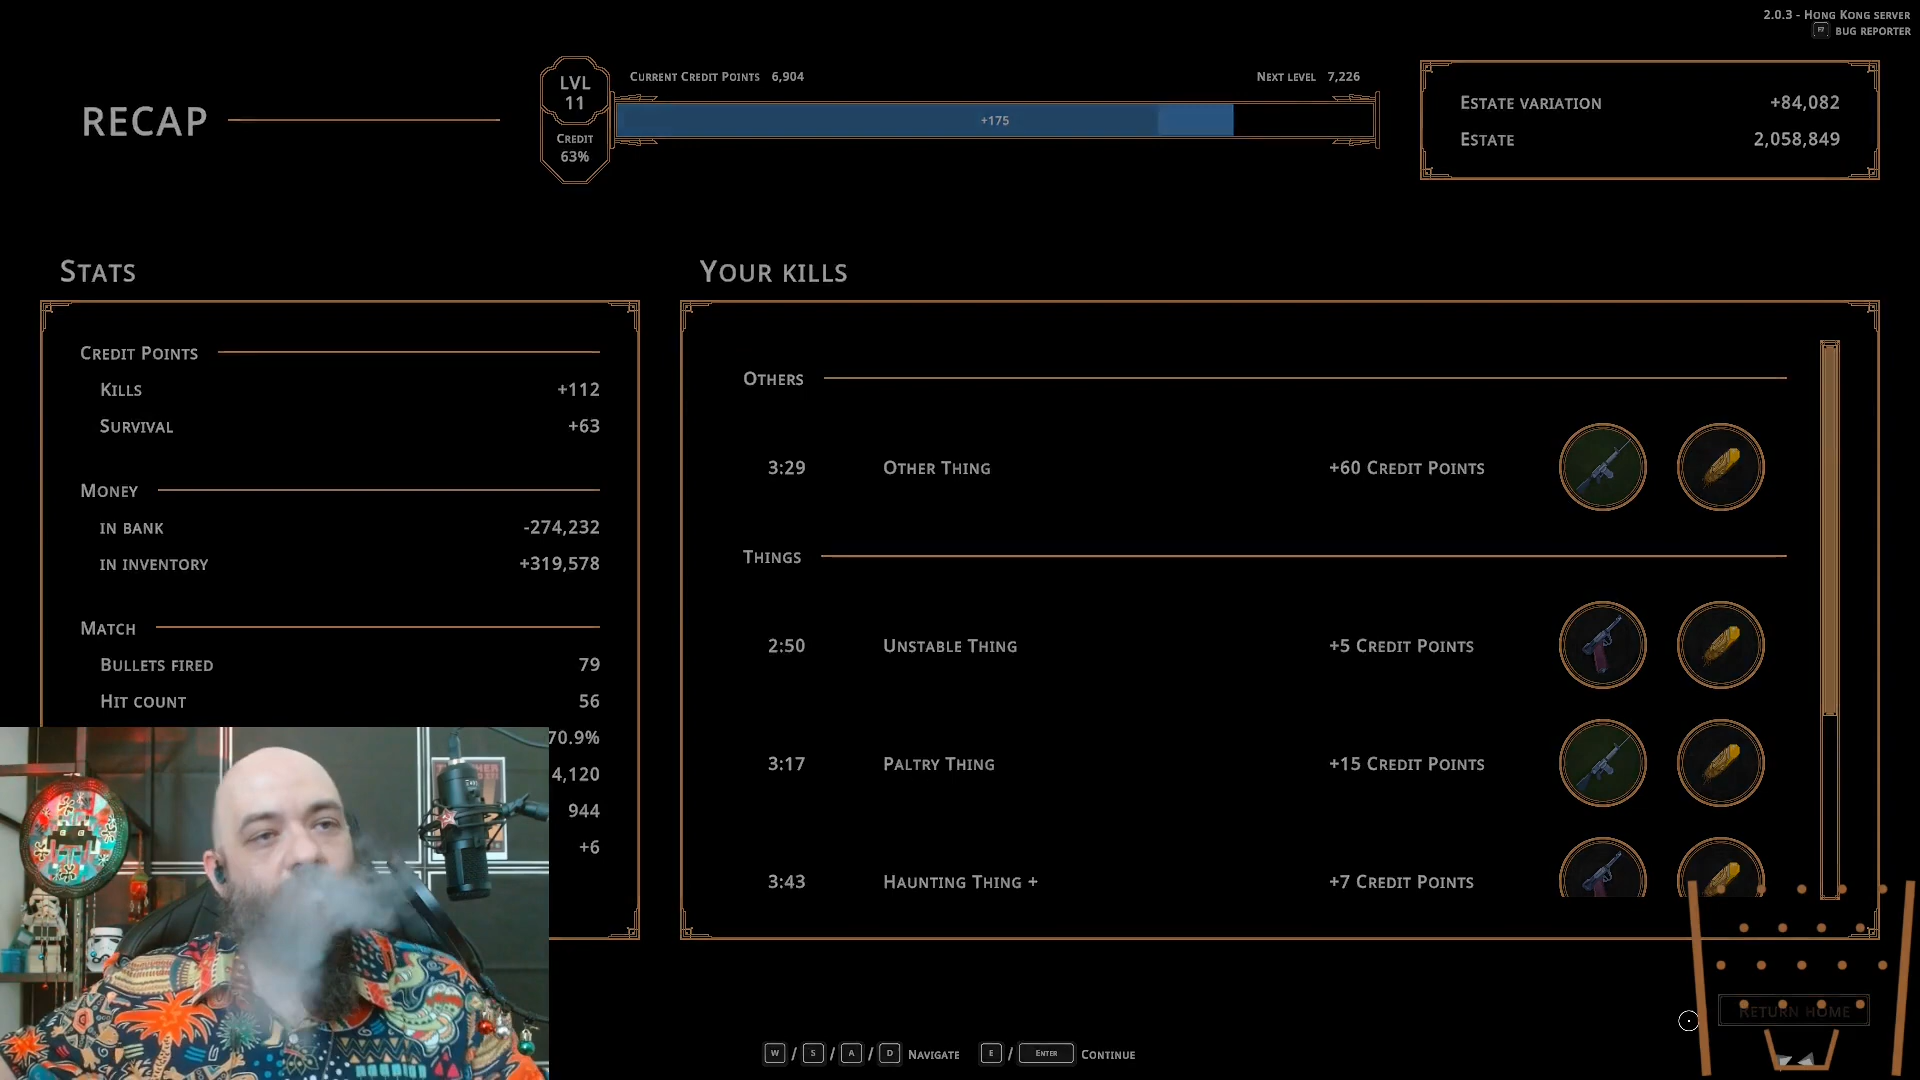 2.0.3 - Hong Kong server
F7 Bug Reporter
RECAP
LVL 11
Credit 63%
Current Credit Points 6,904
Next level 7,226
+175
Estate variation +84,082
Estate 2,058,849
Stats
Your kills
Credit Points
Kills +112
Survival +63
Money
in bank -274,232
in inventory +319,578
Match
Bullets fired 79
Hit count 56
70.9%
4,120
944
+6
Others
3:29 Other Thing +60 Credit Points
Things
2:50 Unstable Thing +5 Credit Points
3:17 Paltry Thing +15 Credit Points
3:43 Haunting Thing + +7 Credit Points
Return Home
W / S / A / D Navigate E / Enter Continue